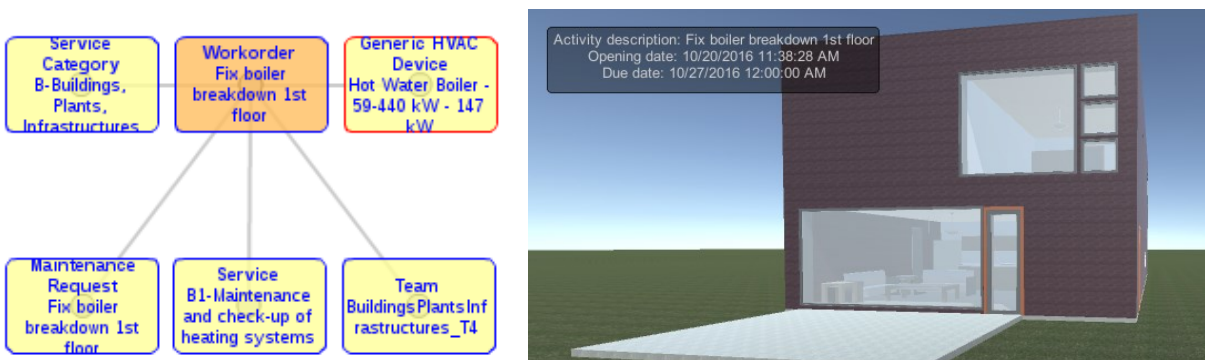 Service
Category
B-Buildings,
Plants,
Infrastructures
Workorder
Fix boiler
breakdown 1st
floor
Generic HVAC
Device
Hot Water Boiler -
59-440 kW - 147
kW
Maintenance
Request
Fix boiler
breakdown 1st
floor
Service
B1-Maintenance
and check-up of
heating systems
Team
BuildingsPlantsInf
rastructures_T4
Activity description: Fix boiler breakdown 1st floor
Opening date: 10/20/2016 11:38:28 AM
Due date: 10/27/2016 12:00:00 AM